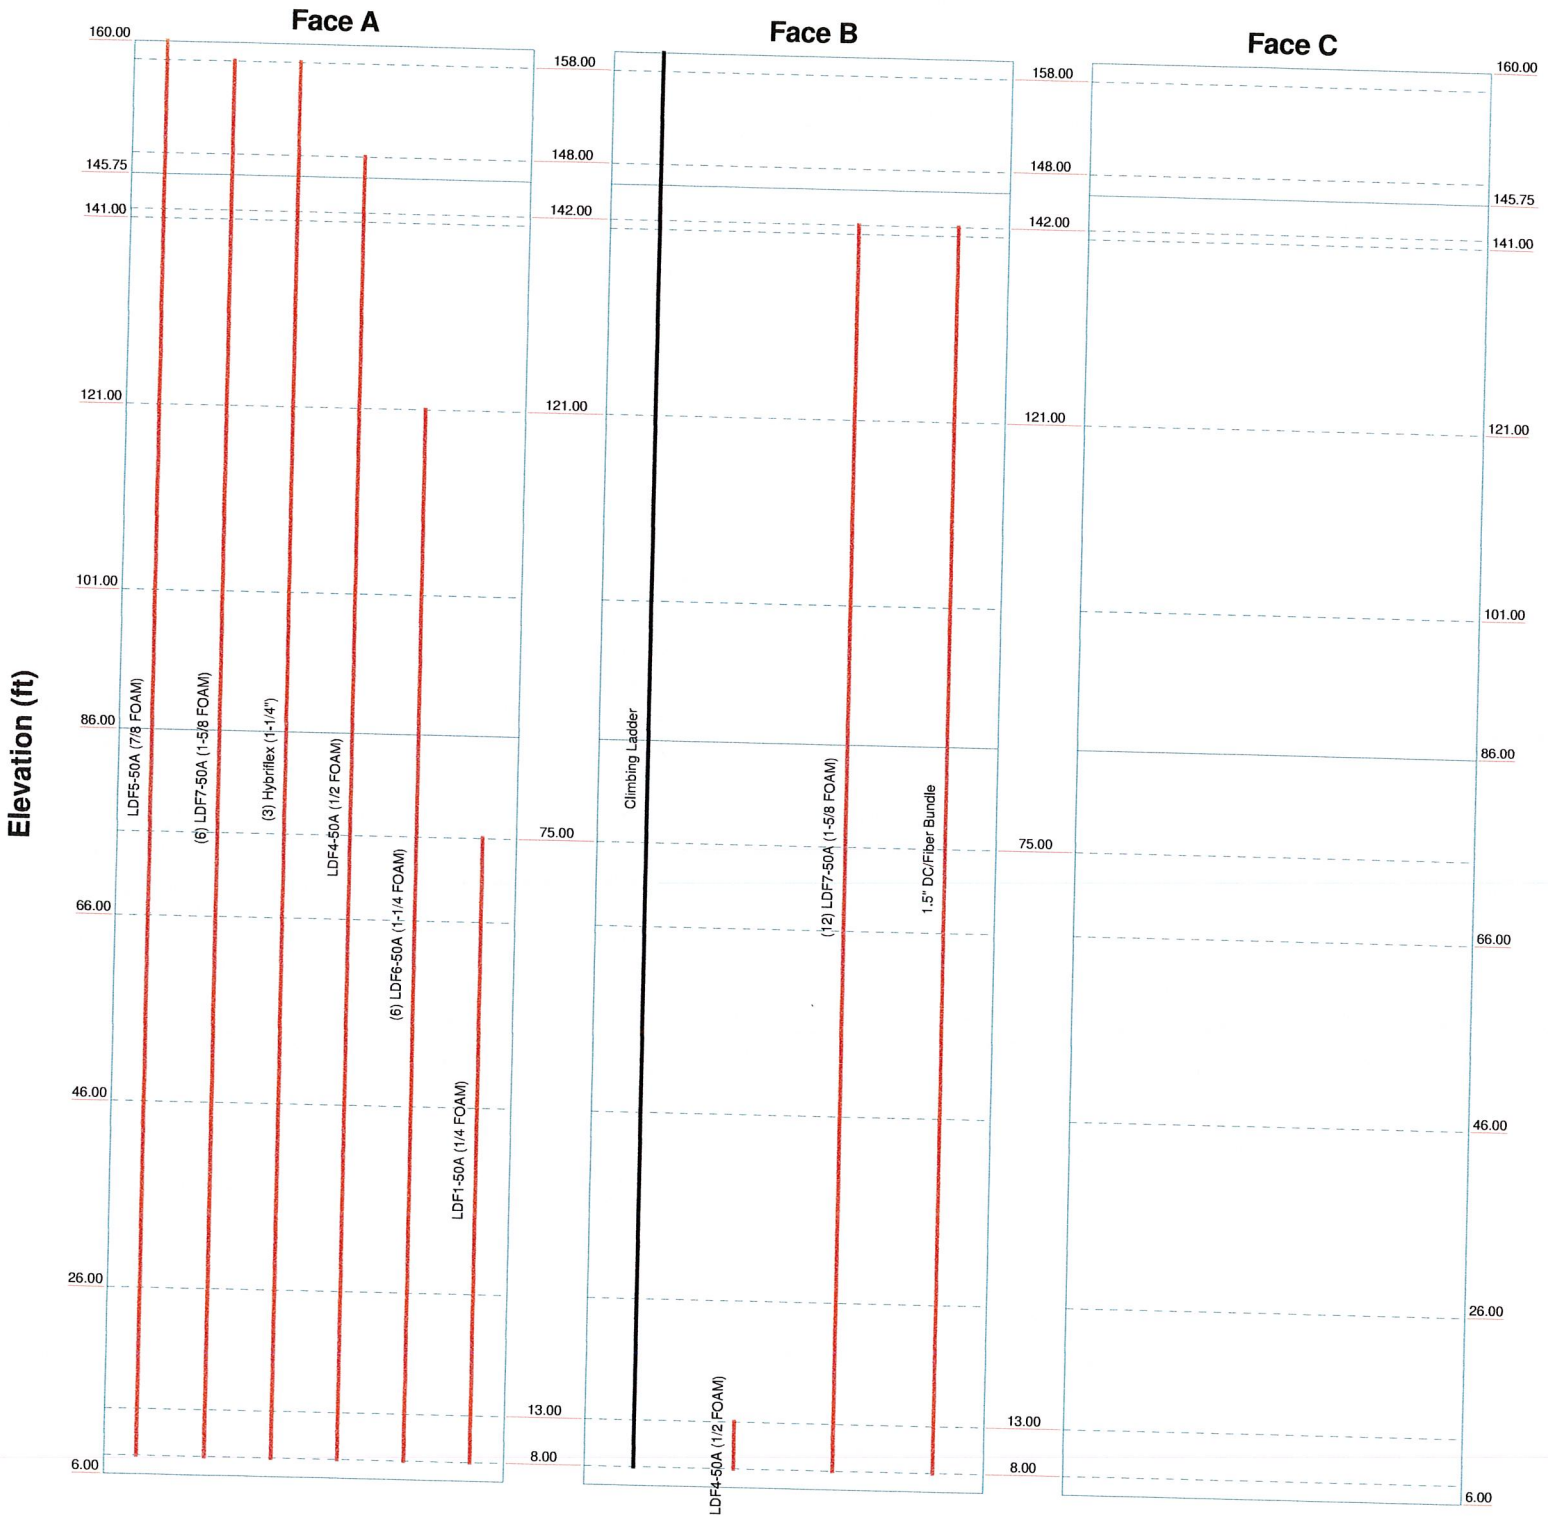 Face A
Face B
Face C
Elevation (ft)
160.00
145.75
141.00
121.00
101.00
86.00
66.00
46.00
26.00
6.00
LDF5-50A (7/8 FOAM)
(6) LDF7-50A (1-5/8 FOAM)
(3) Hybriflex (1-1/4")
LDF4-50A (1/2 FOAM)
(6) LDF6-50A (1-1/4 FOAM)
LDF1-50A (1/4 FOAM)
158.00
148.00
142.00
121.00
75.00
13.00
8.00
Climbing Ladder
LDF4-50A (1/2 FOAM)
(12) LDF7-50A (1-5/8 FOAM)
1.5" DC/Fiber Bundle
158.00
148.00
142.00
121.00
75.00
13.00
8.00
160.00
145.75
141.00
121.00
101.00
86.00
66.00
46.00
26.00
6.00